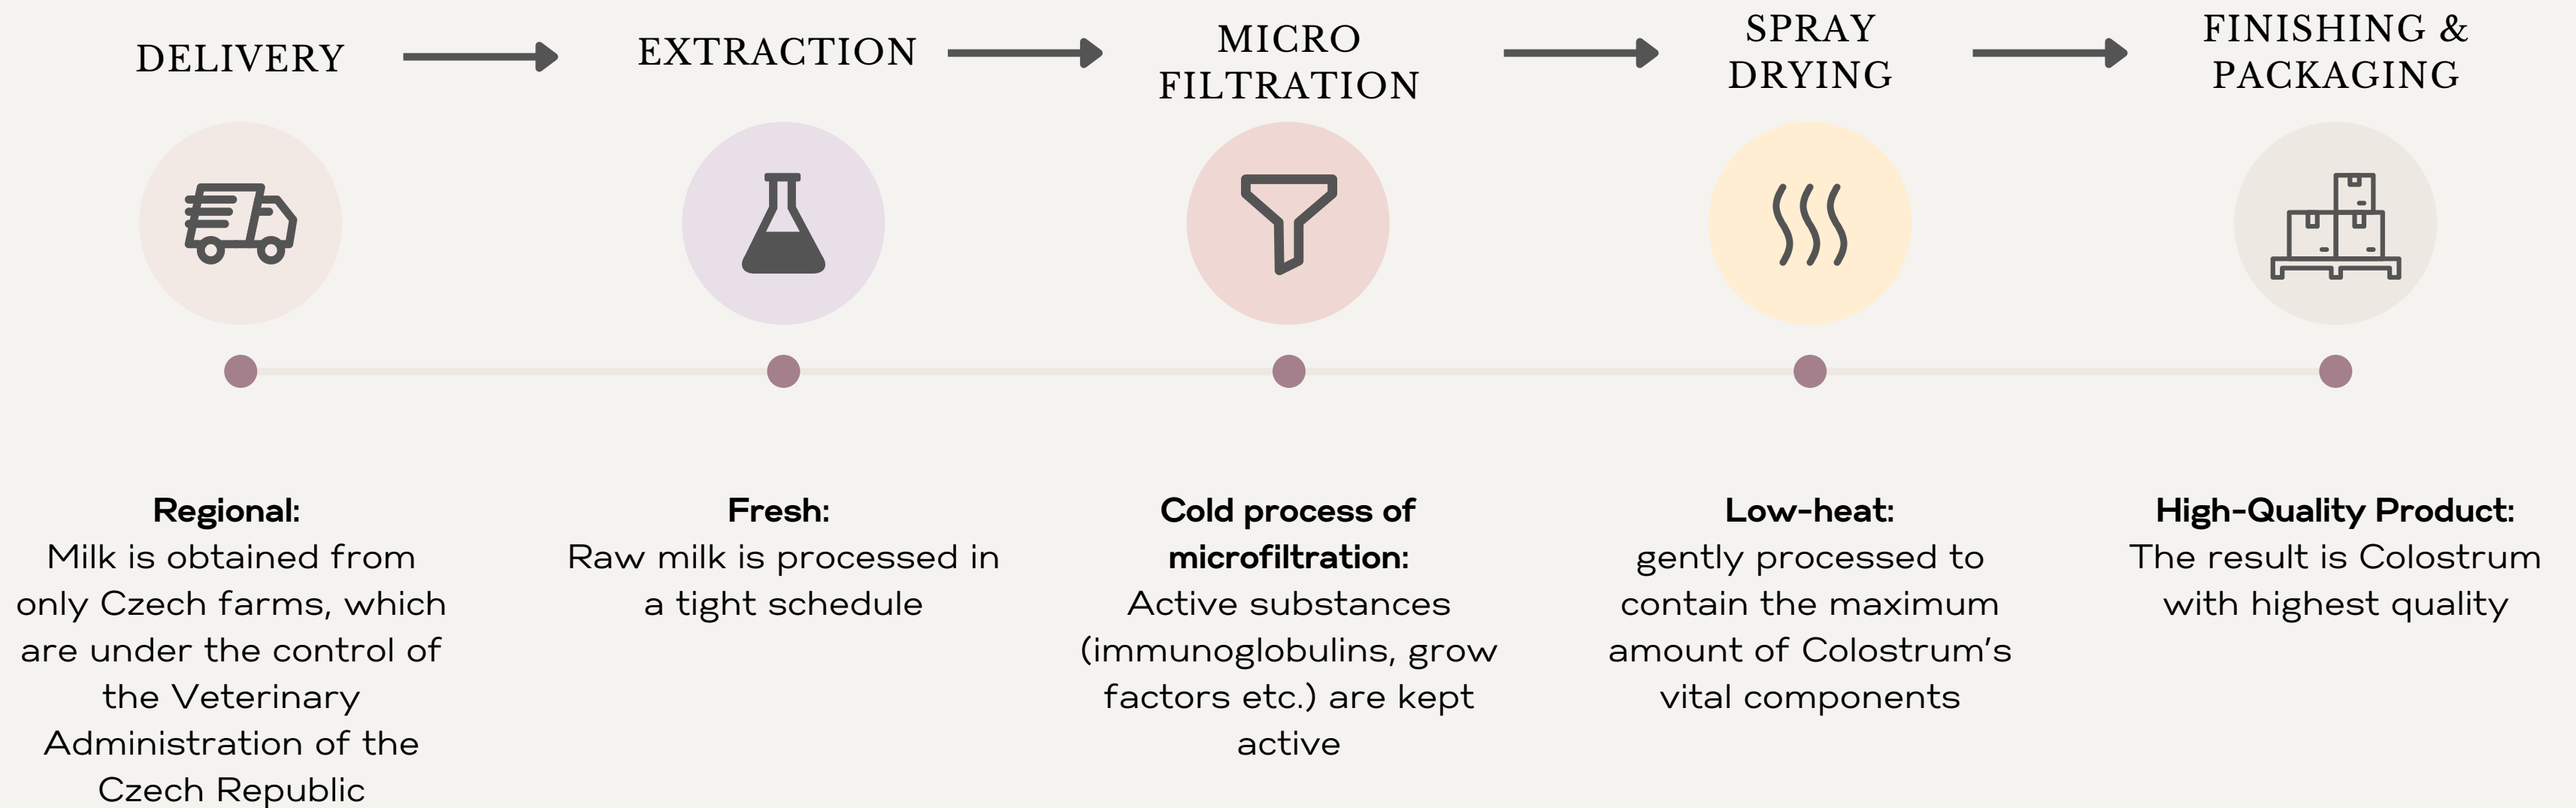 DELIVERY
EXTRACTION
MICRO
FILTRATION
SPRAY
DRYING
FINISHING &
PACKAGING
Regional:
Milk is obtained from
only Czech farms, which
are under the control of
the Veterinary
Administration of the
Czech Republic
Fresh:
Raw milk is processed in
a tight schedule
Cold process of
microfiltration:
Active substances
(immunoglobulins, grow
factors etc.) are kept
active
Low-heat:
gently processed to
contain the maximum
amount of Colostrum's
vital components
High-Quality Product:
The result is Colostrum
with highest quality